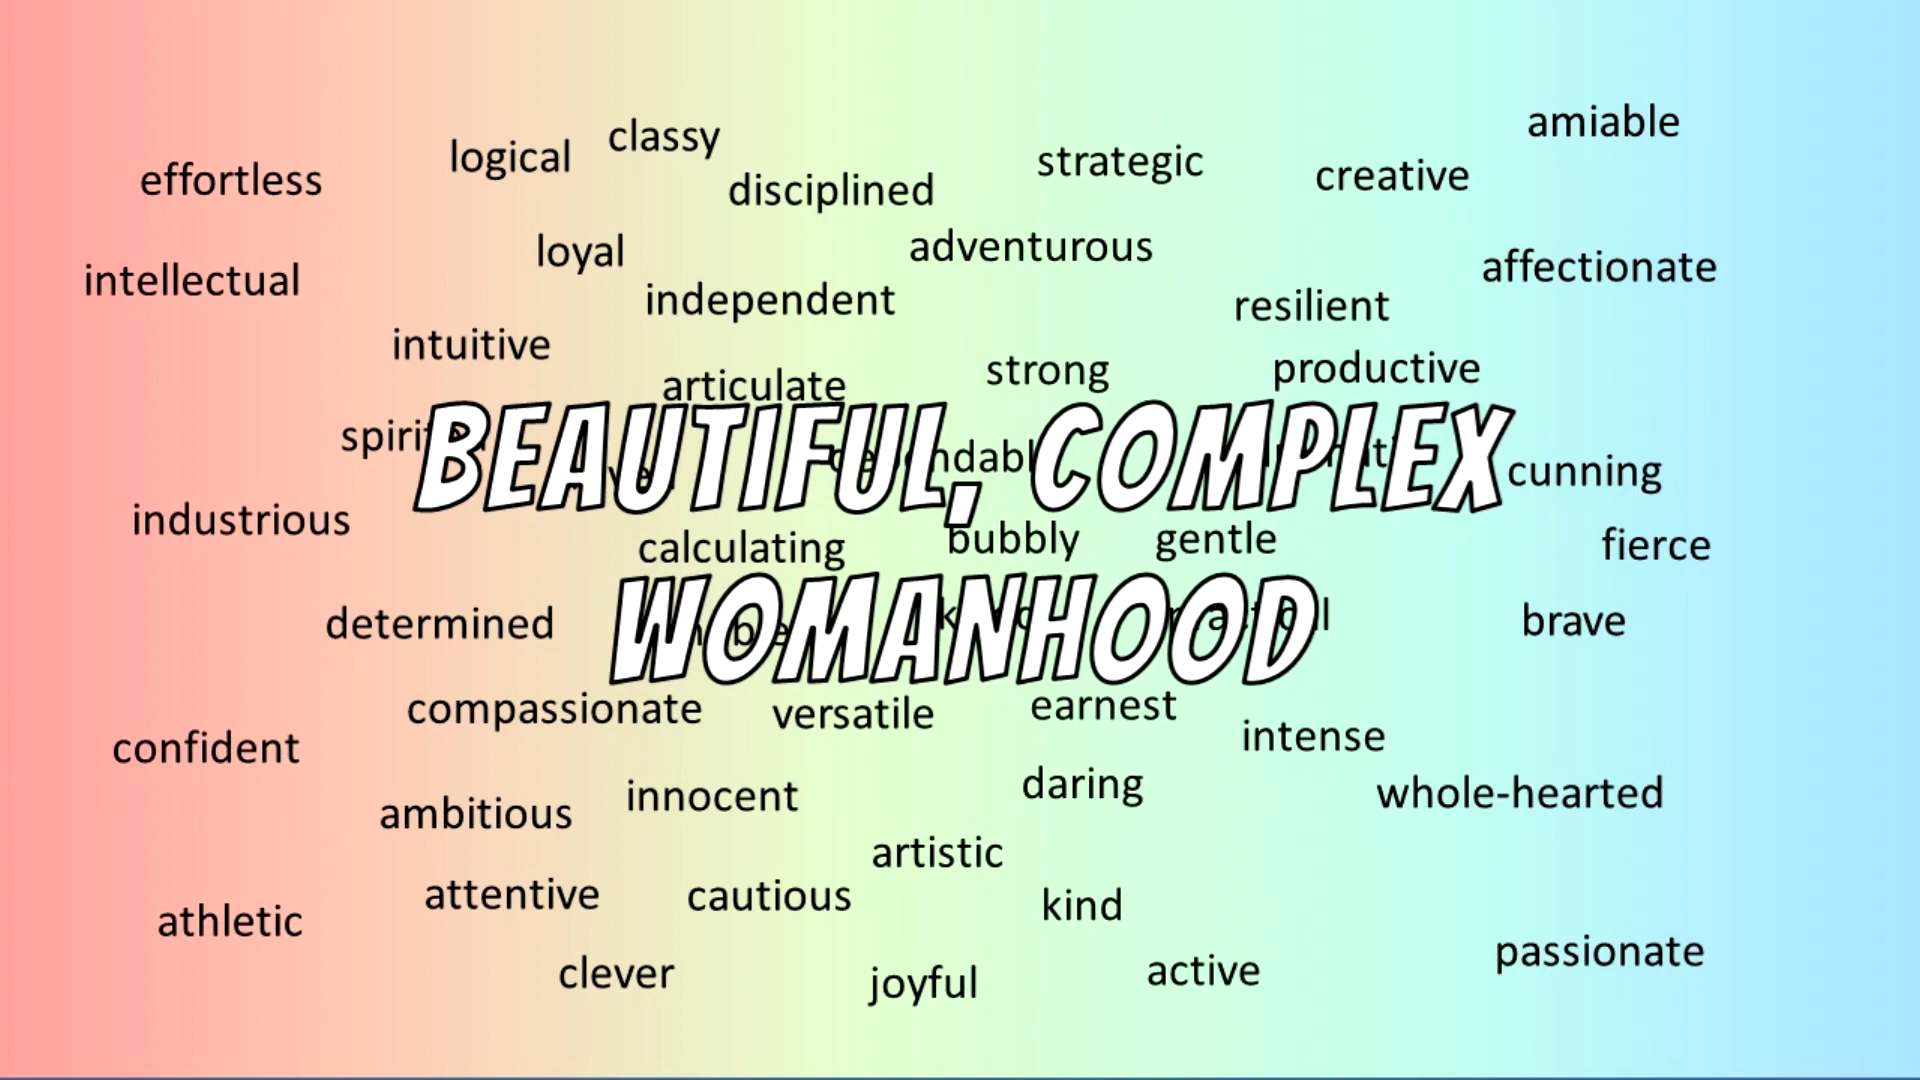 amiable
classy
logical
strategic
creative
effortless
disciplined
adventurous
loyal
affectionate
intellectual
independent
resilient
intuitive
strong
productive
articulate
BEAUTIFUL, COMPLEX
cunning
industrious
calculating
bubbly
gentle
fierce
determined
WOMANHOOD
brave
compassionate
versatile
earnest
intense
confident
innocent
daring
whole-hearted
ambitious
artistic
attentive
cautious
kind
athletic
passionate
clever
joyful
active